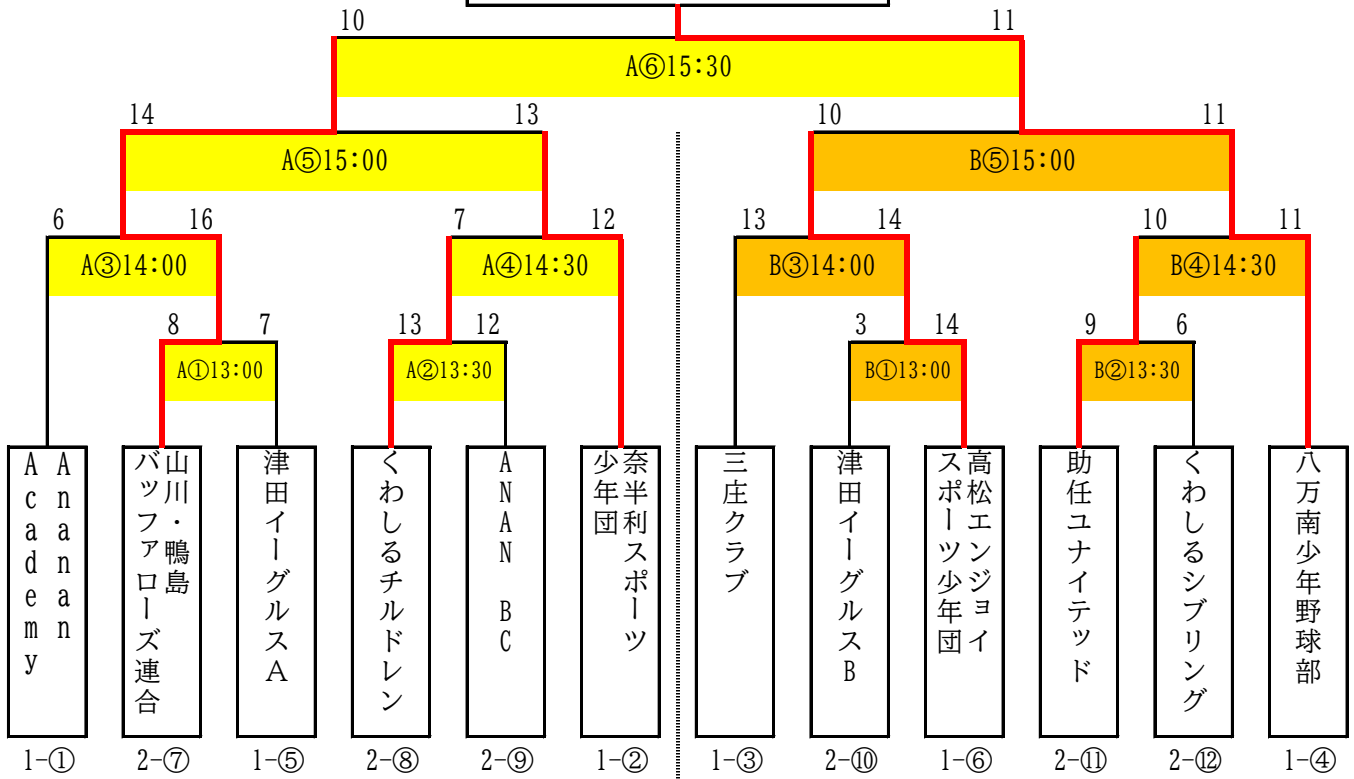 10 11
A⑥15:30
14 13 10 11
A⑤15:00 B⑤15:00
6 16 7 12 13 14 10 11
A③14:00 A④14:30 B③14:00 B④14:30
8 7 13 12 3 14 9 6
A①13:00 A②13:30 B①13:00 B②13:30
Ananan
Academy
山川・鴨島
バッファローズ連合
津田イーグルスA
くわしるチルドレン
ANAN BC
奈半利スポーツ
少年団
三庄クラブ
津田イーグルスB
高松エンジョイ
スポーツ少年団
助任ユナイテッド
くわしるシブリング
八万南少年野球部
1-① 2-⑦ 1-⑤ 2-⑧ 2-⑨ 1-② 1-③ 2-⑩ 1-⑥ 2-⑪ 2-⑫ 1-④